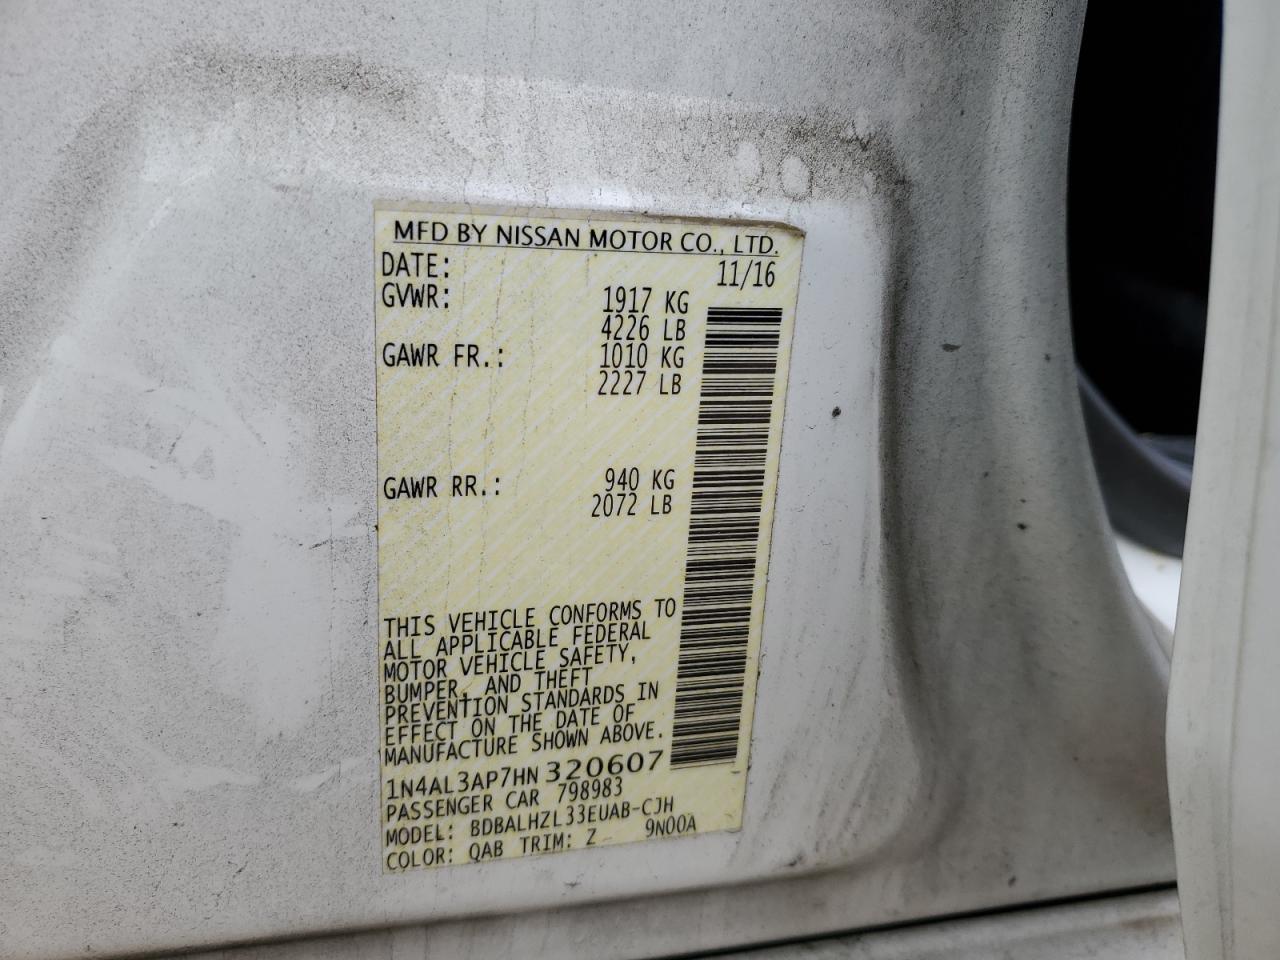 MFD BY NISSAN MOTOR CO., LTD.
DATE: 11/16
GVWR: 1917 KG
4226 LB
GAWR FR.: 1010 KG
2227 LB
GAWR RR.: 940 KG
2072 LB
THIS VEHICLE CONFORMS TO
ALL APPLICABLE FEDERAL
MOTOR VEHICLE SAFETY,
BUMPER, AND THEFT
PREVENTION STANDARDS IN
EFFECT ON THE DATE OF
MANUFACTURE SHOWN ABOVE.
1N4AL3AP7HN 320607
PASSENGER CAR 798983
MODEL: BDBALHZL33EUAB-CJH
COLOR: QAB TRIM: Z 9N00A